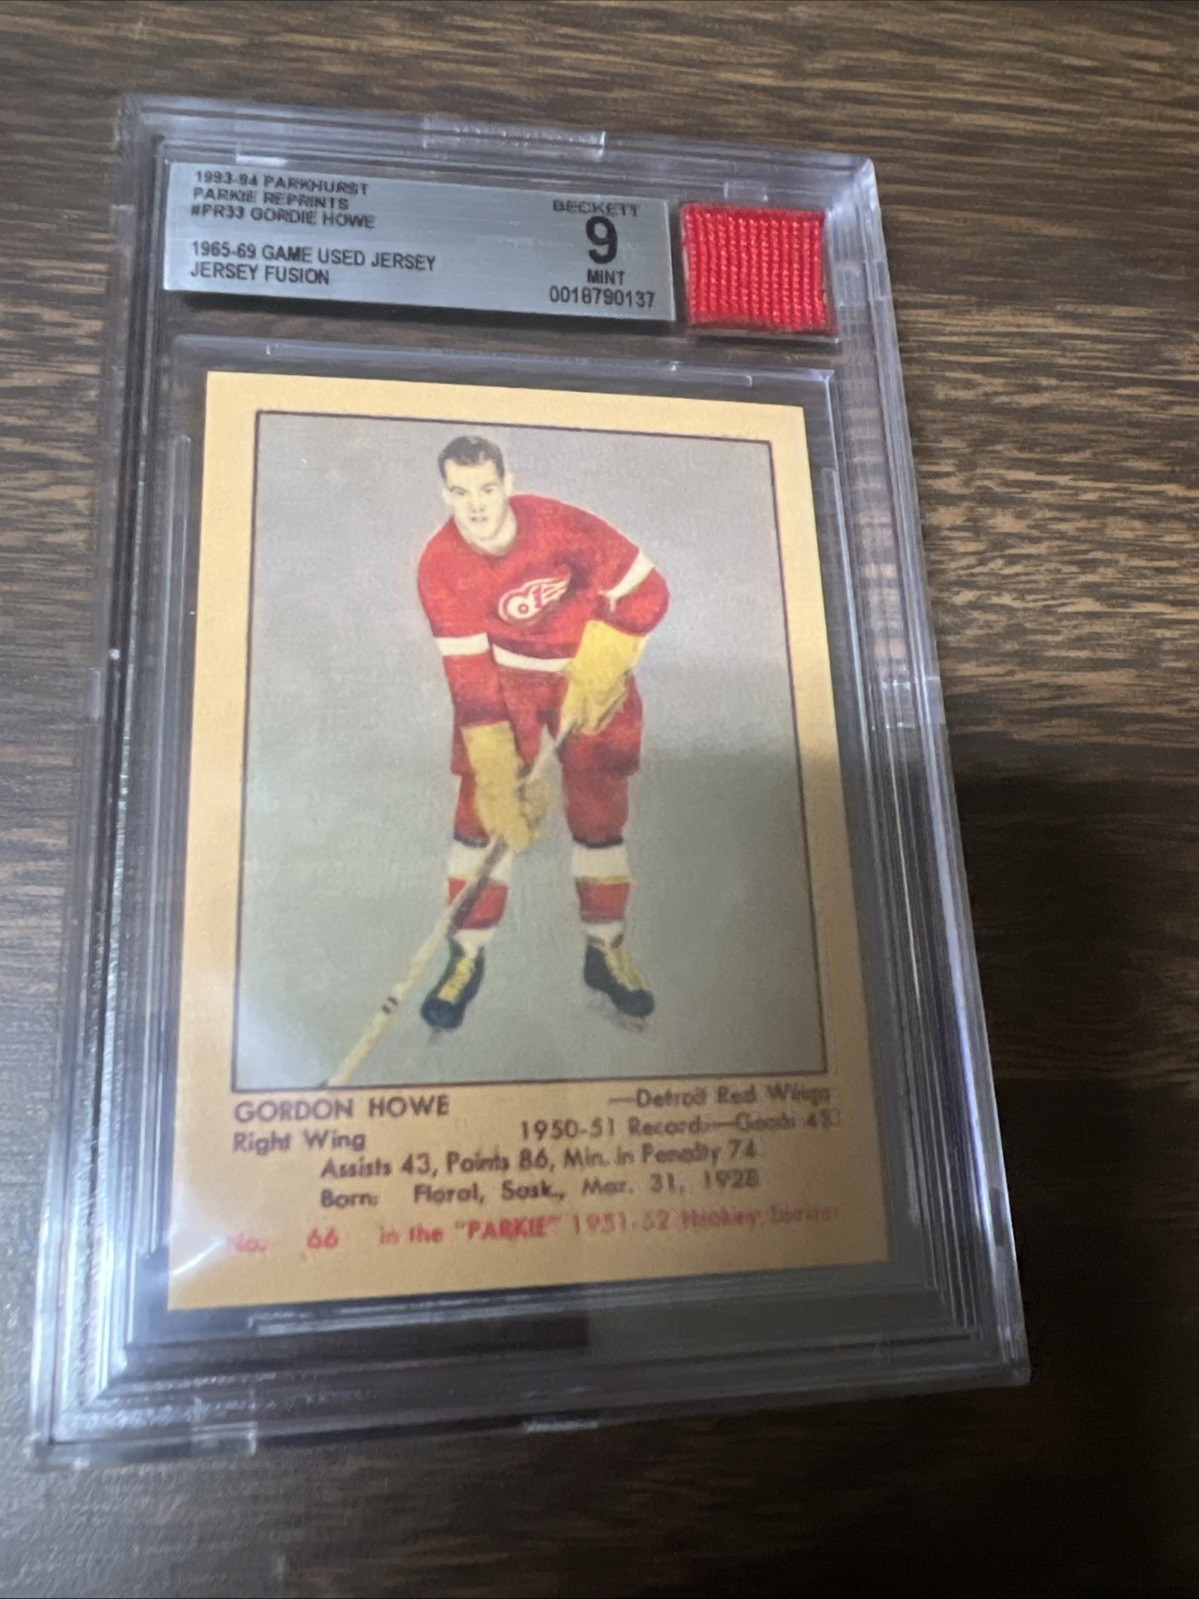 1993-94 PARKHURST
PARKIE REPRINTS
#PR33 GORDIE HOWE
1965-69 GAME USED JERSEY
JERSEY FUSION
BECKETT
9
MINT
0018790137
GORDON HOWE —Detroit Red Wings
Right Wing 1950-51 Record—Goals 43
Assists 43, Points 86, Min. in Penalty 74
Born: Floral, Sask., Mar. 31, 1928
No. 66 in the "PARKIE" 1951-52 Hockey Series